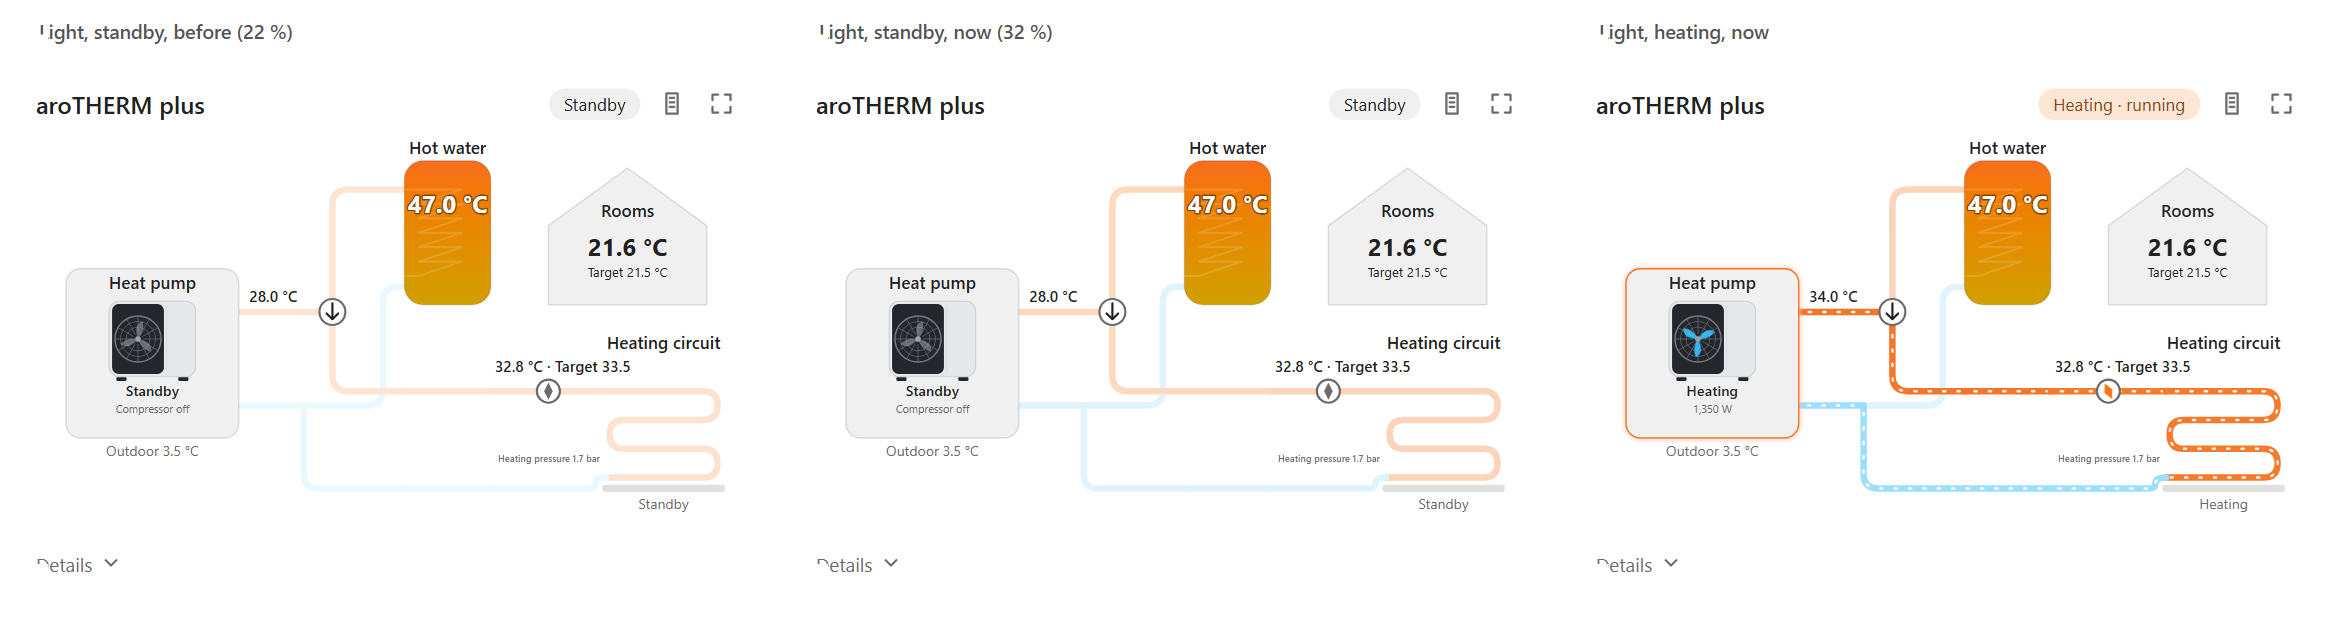 Light, standby, before (22 %)
aroTHERM plus
Standby
Hot water
47.0 °C
Rooms
21.6 °C
Target 21.5 °C
Heat pump
28.0 °C
Standby
Compressor off
Outdoor 3.5 °C
Heating circuit
32.8 °C · Target 33.5
Heating pressure 1.7 bar
Standby
Details
Light, standby, now (32 %)
aroTHERM plus
Standby
Hot water
47.0 °C
Rooms
21.6 °C
Target 21.5 °C
Heat pump
28.0 °C
Standby
Compressor off
Outdoor 3.5 °C
Heating circuit
32.8 °C · Target 33.5
Heating pressure 1.7 bar
Standby
Details
Light, heating, now
aroTHERM plus
Heating · running
Hot water
47.0 °C
Rooms
21.6 °C
Target 21.5 °C
Heat pump
34.0 °C
Heating
1,350 W
Outdoor 3.5 °C
Heating circuit
32.8 °C · Target 33.5
Heating pressure 1.7 bar
Heating
Details